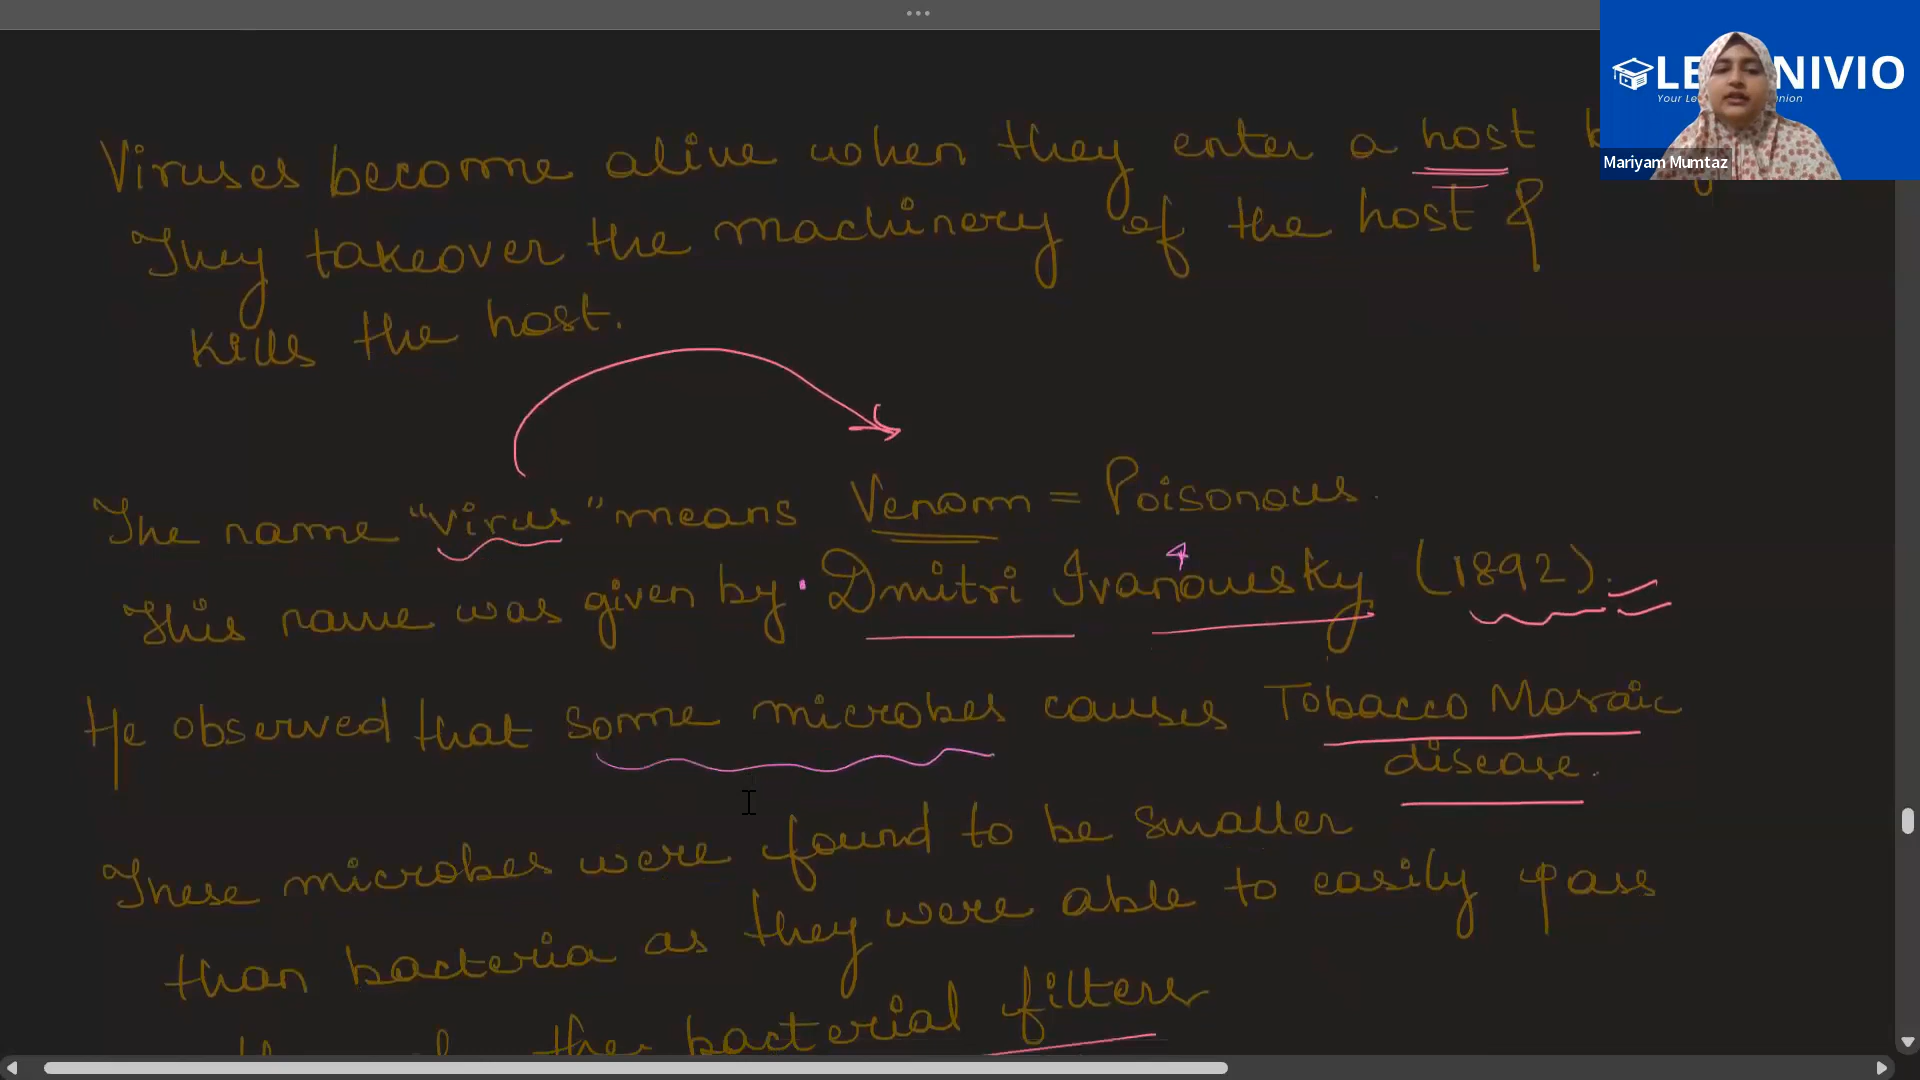 LE NIVIO
Your Le nion
Mariyam Mumtaz
Viruses become alive when they enter a host
They takeover the machinery of the host &
kills the host.
The name "virus" means Venom = Poisonous.
This name was given by Dmitri Ivanowsky (1892).
He observed that some microbes causes Tobacco Mosaic
disease.
These microbes were found to be smaller
than bacteria as they were able to easily pass
the bacterial filters